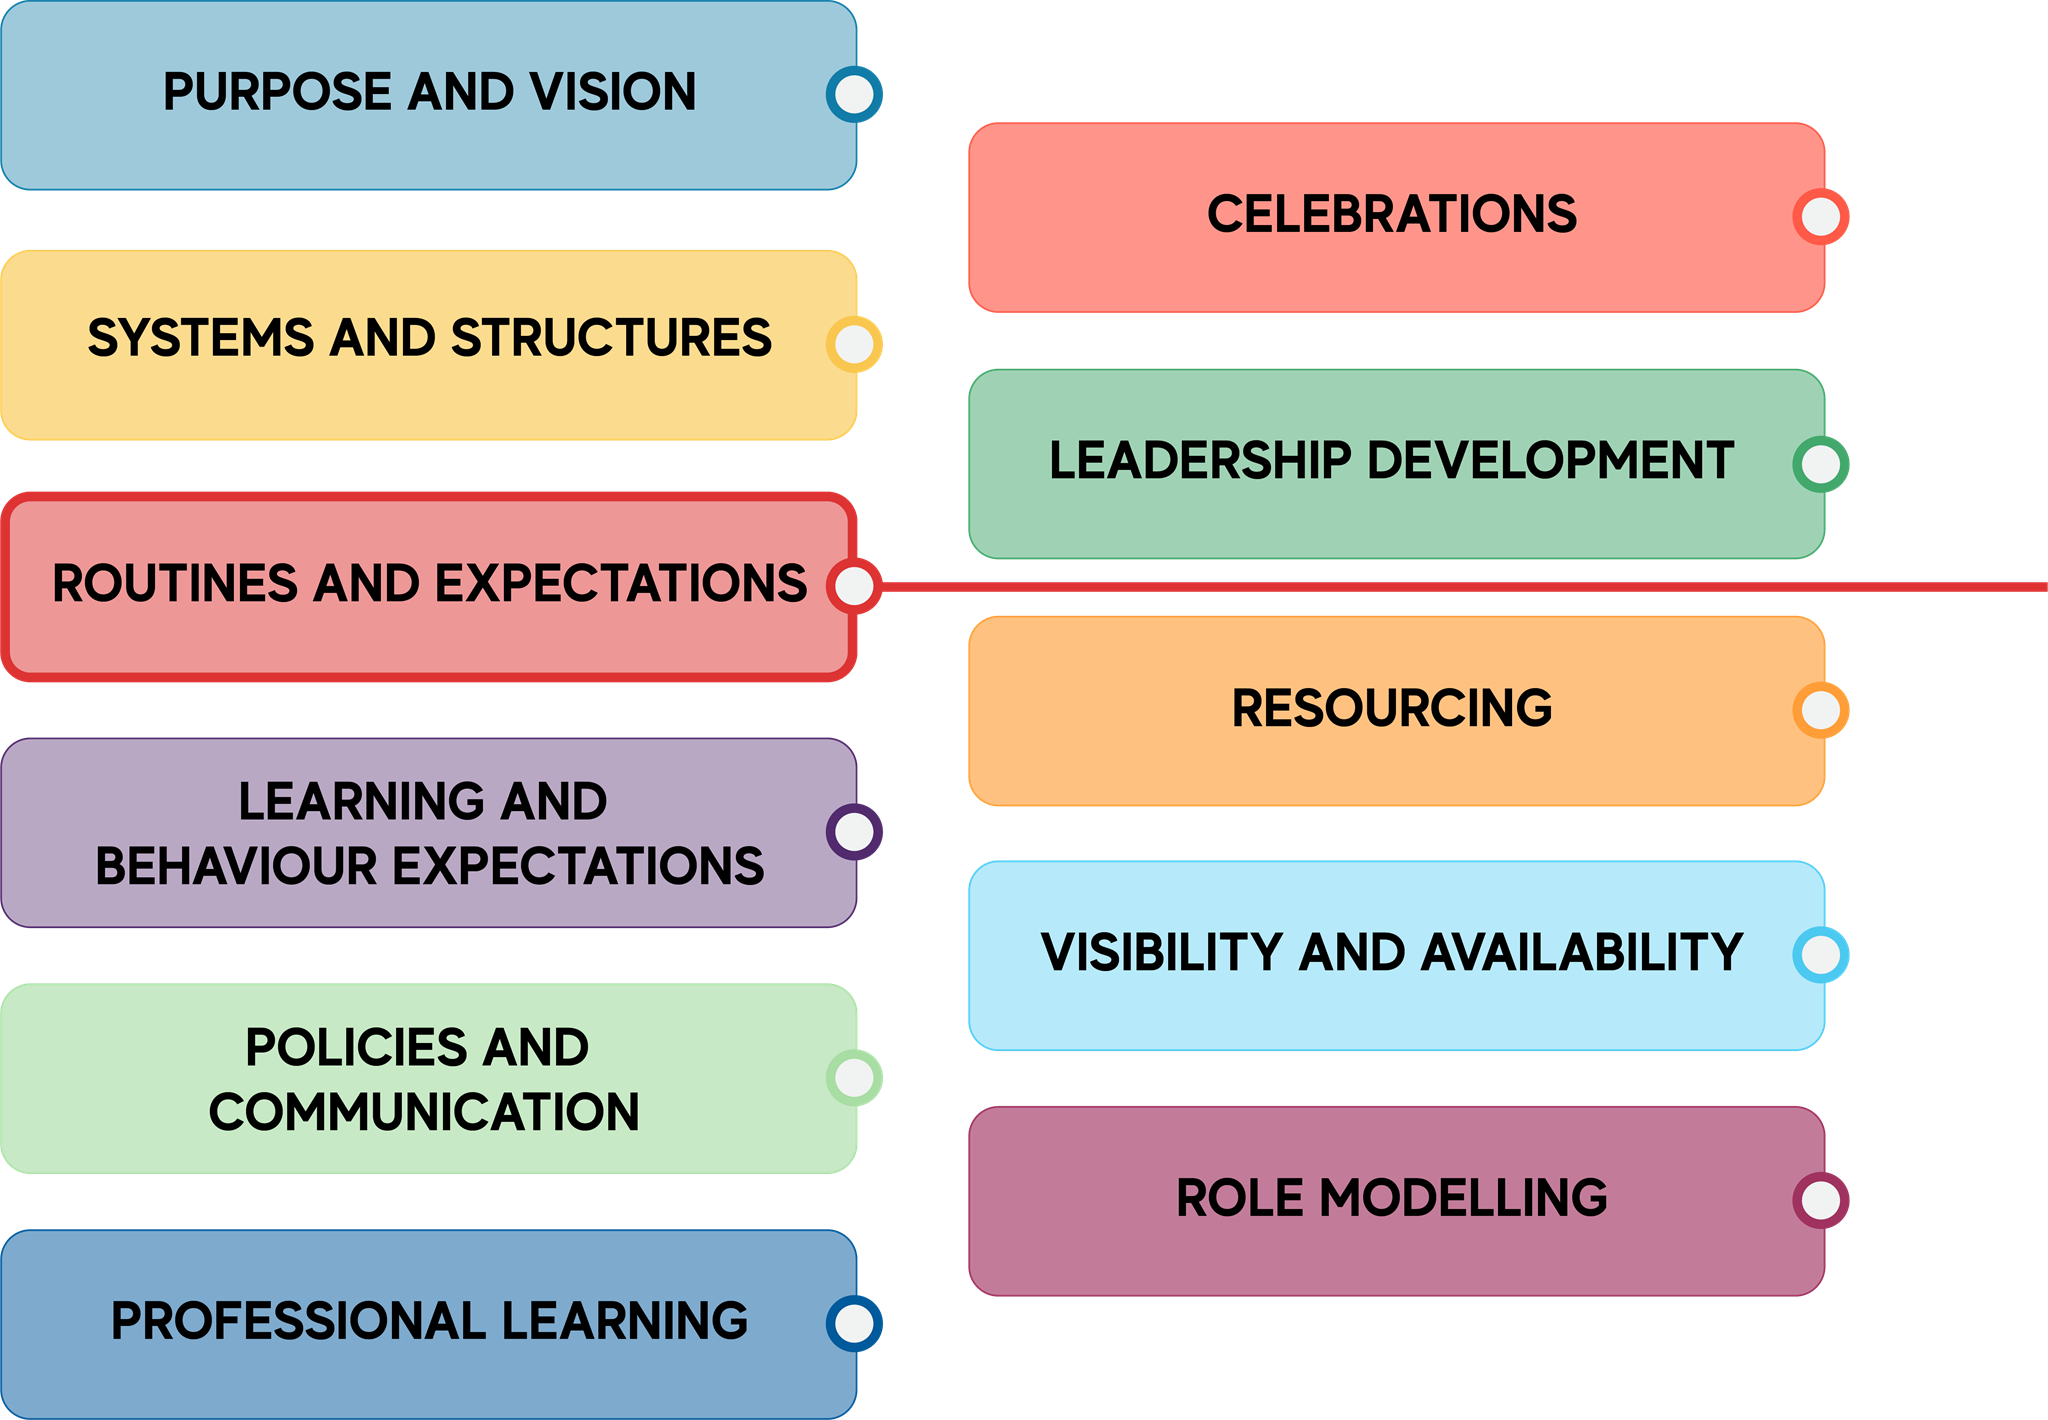 PURPOSE AND VISION
SYSTEMS AND STRUCTURES
ROUTINES AND EXPECTATIONS
LEARNING AND
BEHAVIOUR EXPECTATIONS
POLICIES AND
COMMUNICATION
PROFESSIONAL LEARNING
CELEBRATIONS
LEADERSHIP DEVELOPMENT
RESOURCING
VISIBILITY AND AVAILABILITY
ROLE MODELLING